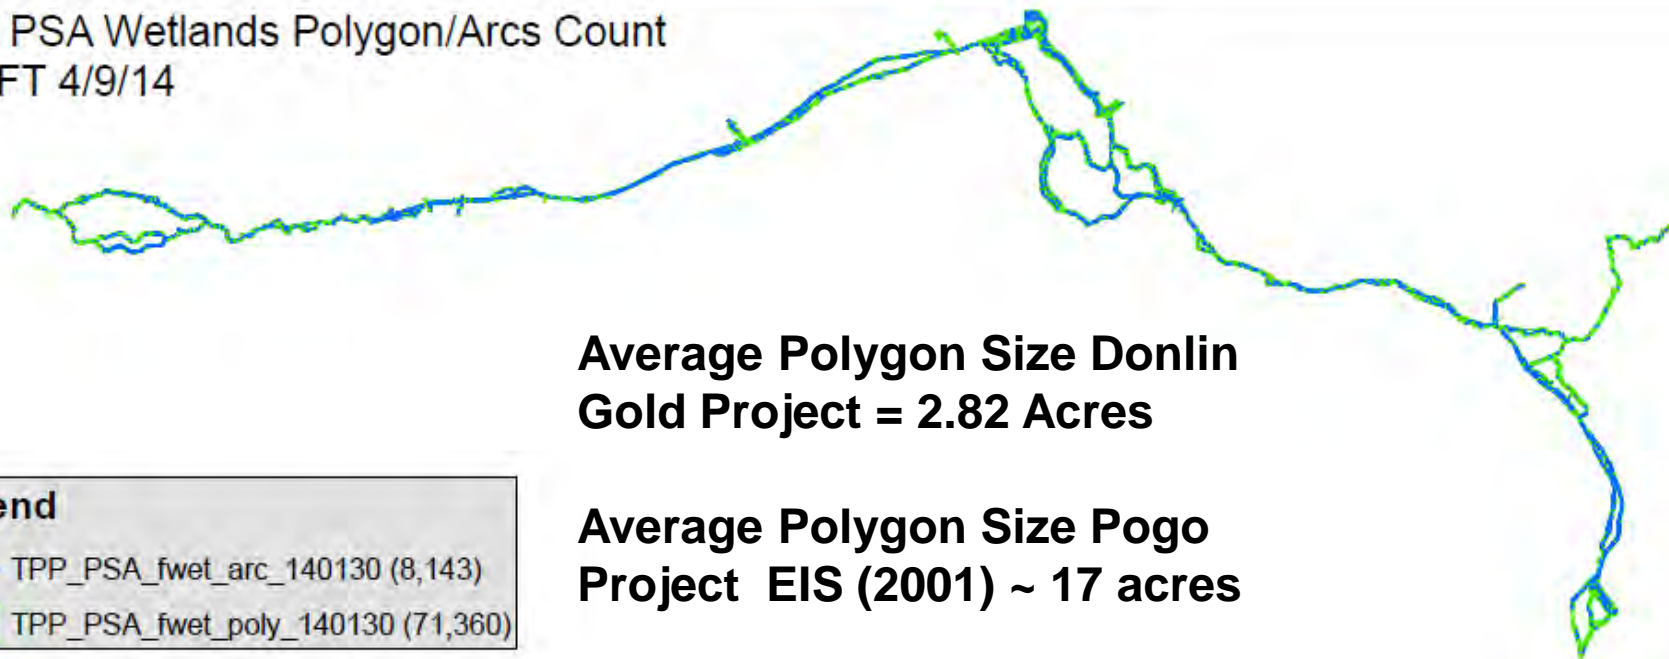 PSA Wetlands Polygon/Arcs Count
FT 4/9/14
Average Polygon Size Donlin
Gold Project = 2.82 Acres
Average Polygon Size Pogo
Project EIS (2001) ~ 17 acres
end
TPP_PSA_fwet_arc_140130 (8,143)
TPP_PSA_fwet_poly_140130 (71,360)